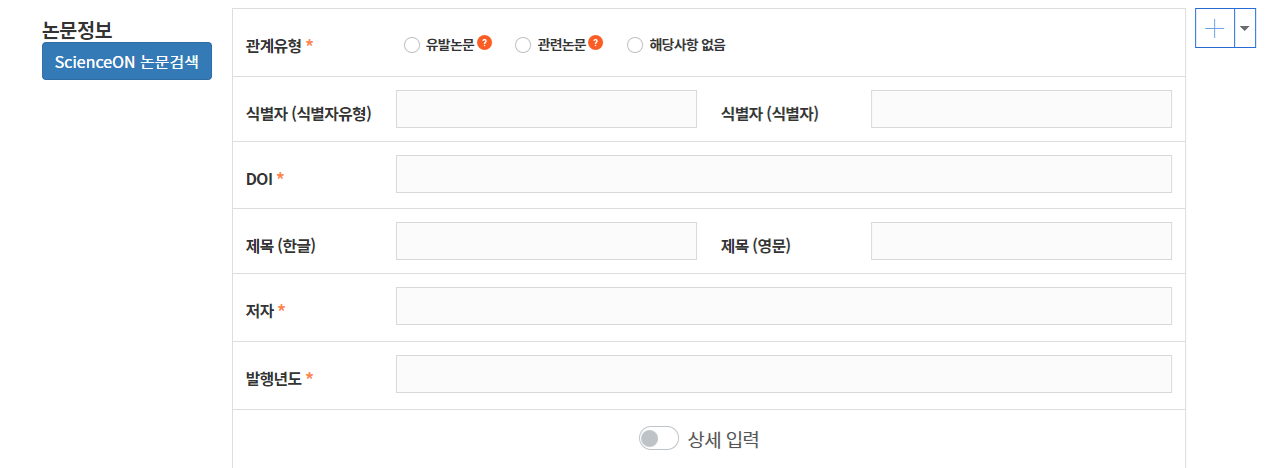 논문정보
ScienceON 논문검색
관계유형 * 유발논문 ? 관련논문 ? 해당사항 없음
식별자 (식별자유형) 식별자 (식별자)
DOI *
제목 (한글) 제목 (영문)
저자 *
발행년도 *
상세 입력